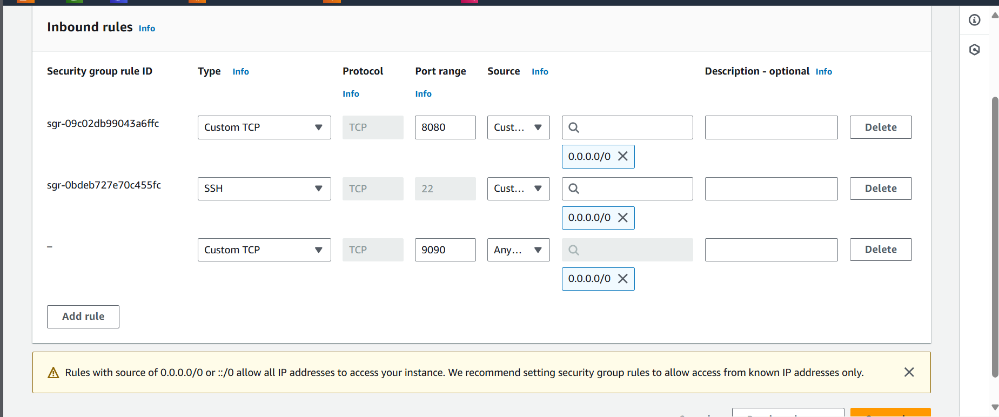 Inbound rules Info
Security group rule ID Type Info Protocol Info Port range Info Source Info Description - optional Info
sgr-09c02db99043a6ffc Custom TCP TCP 8080 Cust... Delete
0.0.0.0/0
sgr-0bdeb727e70c455fc SSH TCP 22 Cust... Delete
0.0.0.0/0
– Custom TCP TCP 9090 Any... Delete
0.0.0.0/0
Add rule
Rules with source of 0.0.0.0/0 or ::/0 allow all IP addresses to access your instance. We recommend setting security group rules to allow access from known IP addresses only.